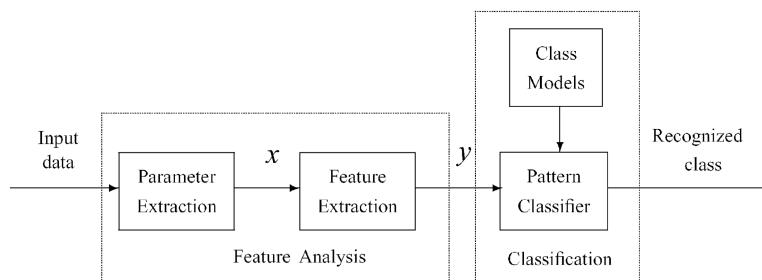 Class
Models
Input
data
Recognized
class
x
y
Parameter
Extraction
Feature
Extraction
Pattern
Classifier
Feature Analysis
Classification